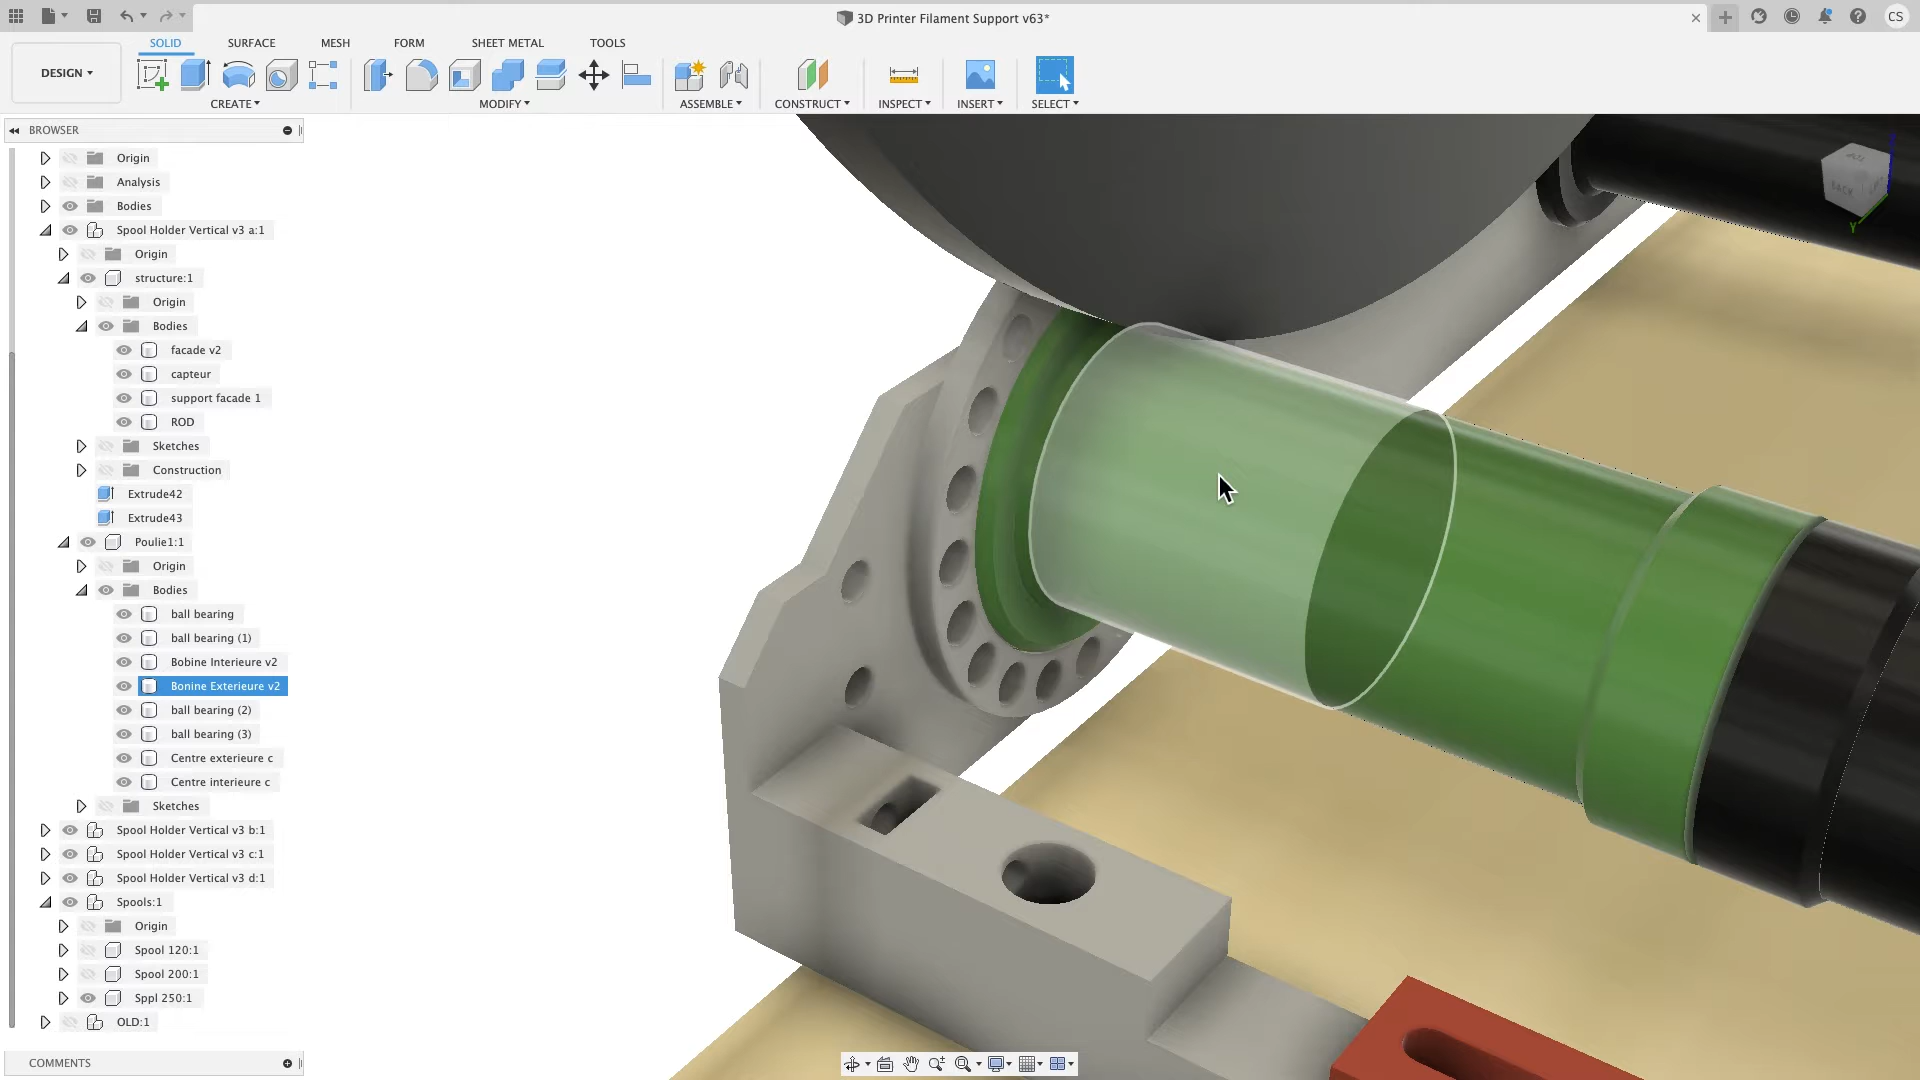 3D Printer Filament Support v63*
CS
DESIGN
SOLID SURFACE MESH FORM SHEET METAL TOOLS
CREATE MODIFY ASSEMBLE CONSTRUCT INSPECT INSERT SELECT
BROWSER
Origin
Analysis
Bodies
Spool Holder Vertical v3 a:1
Origin
structure:1
Origin
Bodies
facade v2
capteur
support facade 1
ROD
Sketches
Construction
Extrude42
Extrude43
Poulie1:1
Origin
Bodies
ball bearing
ball bearing (1)
Bobine Interieure v2
Bonine Exterieure v2
ball bearing (2)
ball bearing (3)
Centre exterieure c
Centre interieure c
Sketches
Spool Holder Vertical v3 b:1
Spool Holder Vertical v3 c:1
Spool Holder Vertical v3 d:1
Spools:1
Origin
Spool 120:1
Spool 200:1
Sppl 250:1
OLD:1
COMMENTS
TOP
BACK
Y